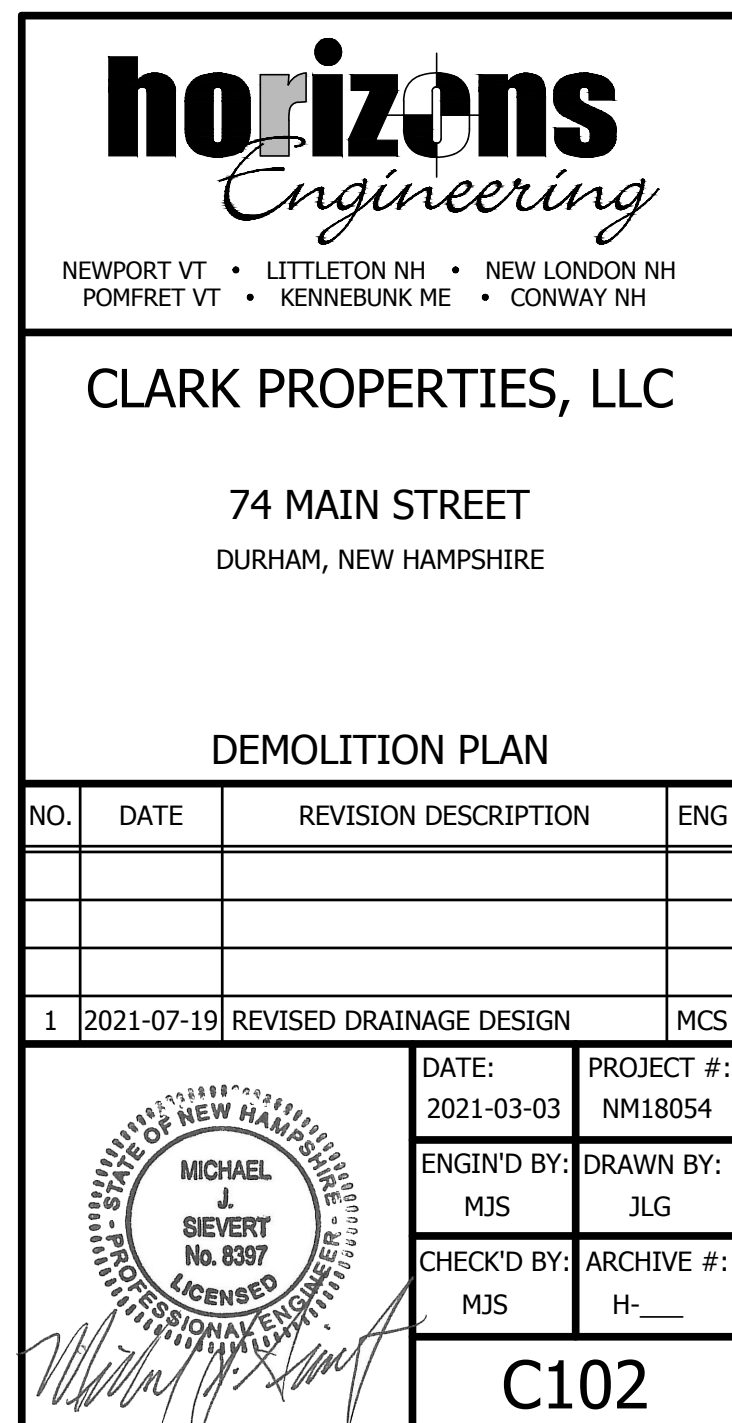 horizons
Engineering
NEWPORT VT • LITTLETON NH • NEW LONDON NH
POMFRET VT • KENNEBUNK ME • CONWAY NH
CLARK PROPERTIES, LLC
74 MAIN STREET
DURHAM, NEW HAMPSHIRE
DEMOLITION PLAN
NO. DATE REVISION DESCRIPTION ENG
1 2021-07-19 REVISED DRAINAGE DESIGN MCS
STATE OF NEW HAMPSHIRE
MICHAEL
J.
SIEVERT
No. 8397
LICENSED
PROFESSIONAL ENGINEER
DATE: PROJECT #:
2021-03-03 NM18054
ENGIN'D BY: DRAWN BY:
MJS JLG
CHECK'D BY: ARCHIVE #:
MJS H-___
C102